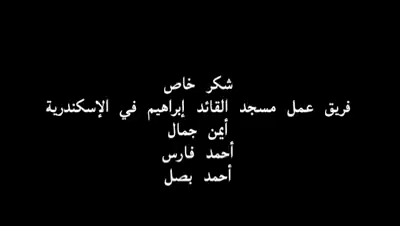 شكر خاص
فريق عمل مسجد القائد إبراهيم في الإسكندرية
أيمن جمال
أحمد فارس
أحمد بصل